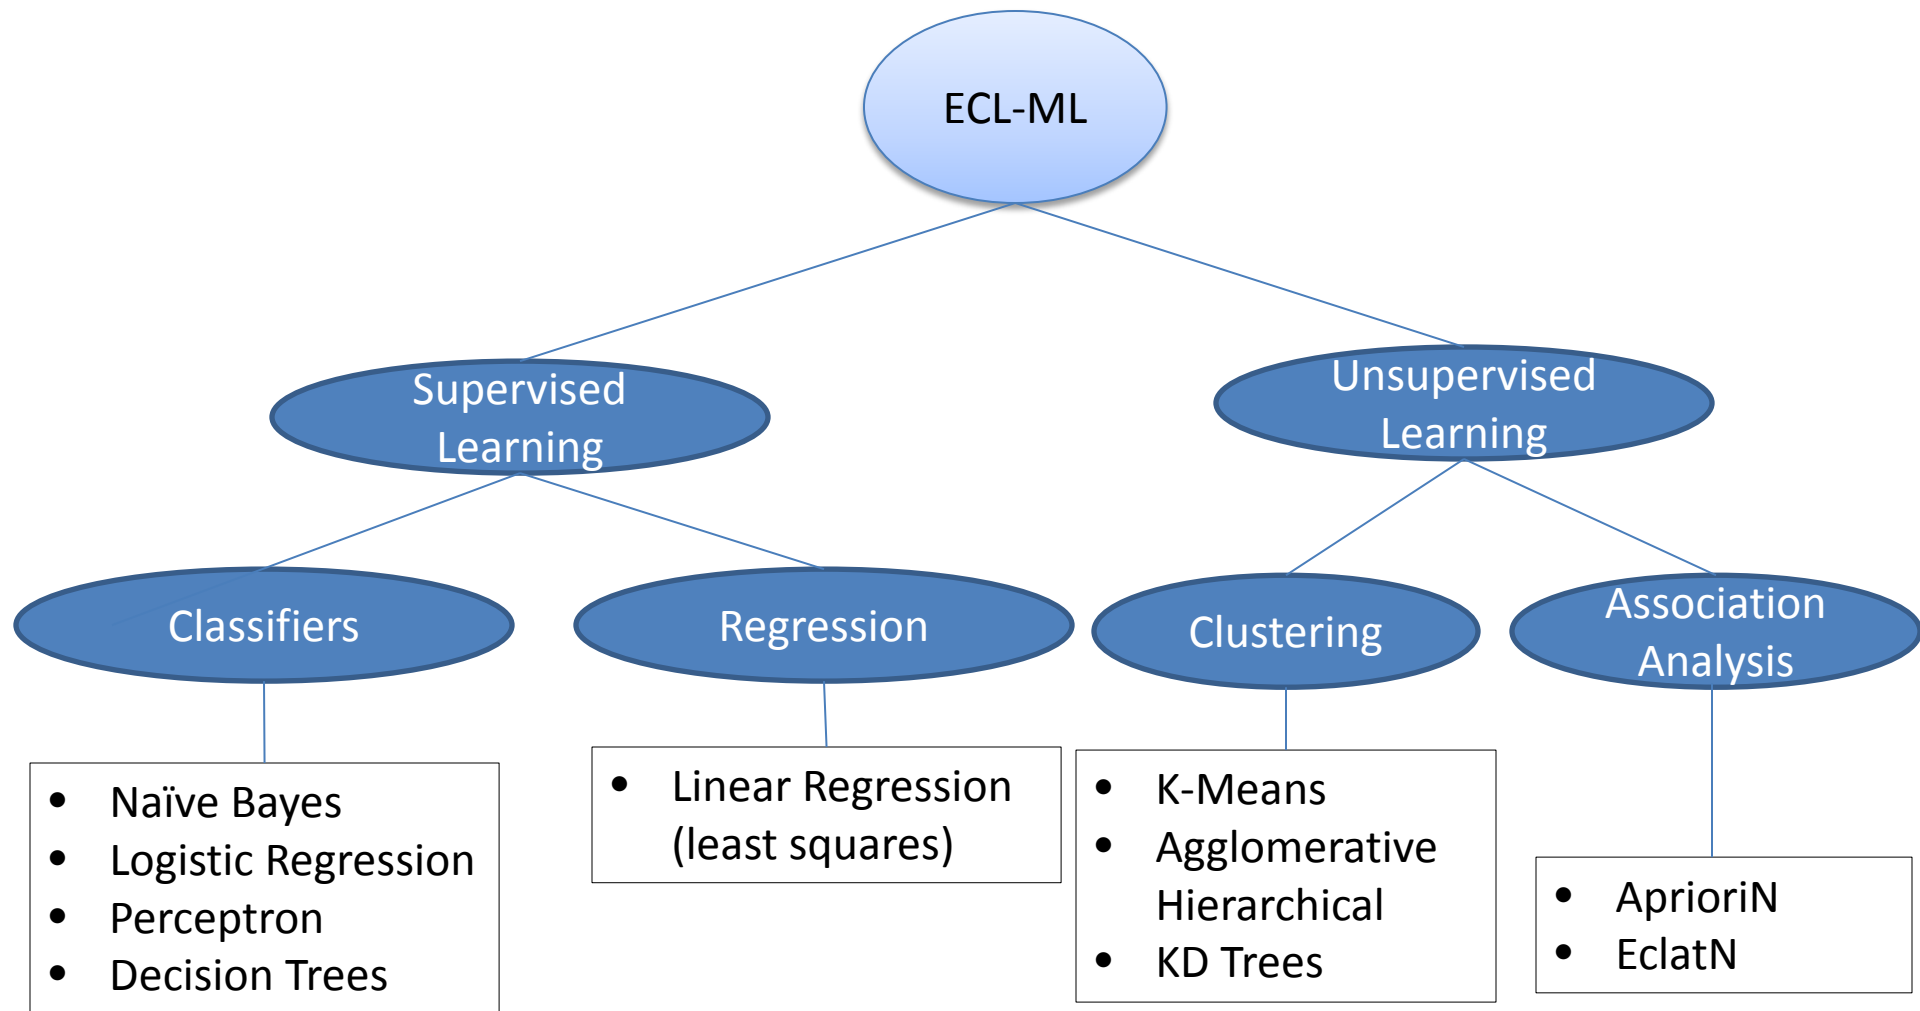 ECL-ML
Supervised
Learning
Unsupervised
Learning
Classifiers
Regression
Clustering
Association
Analysis
• Naïve Bayes
• Logistic Regression
• Perceptron
• Decision Trees
• Linear Regression
(least squares)
• K-Means
• Agglomerative
Hierarchical
• KD Trees
• AprioriN
• EclatN